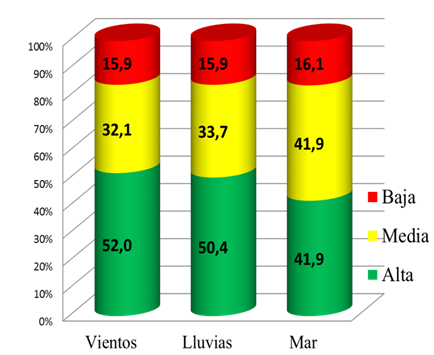 100%
90%
80%
70%
60%
50%
40%
30%
20%
10%
0%
15,9 15,9 16,1
32,1 33,7 41,9
52,0 50,4 41,9
Vientos Lluvias Mar
Baja
Media
Alta